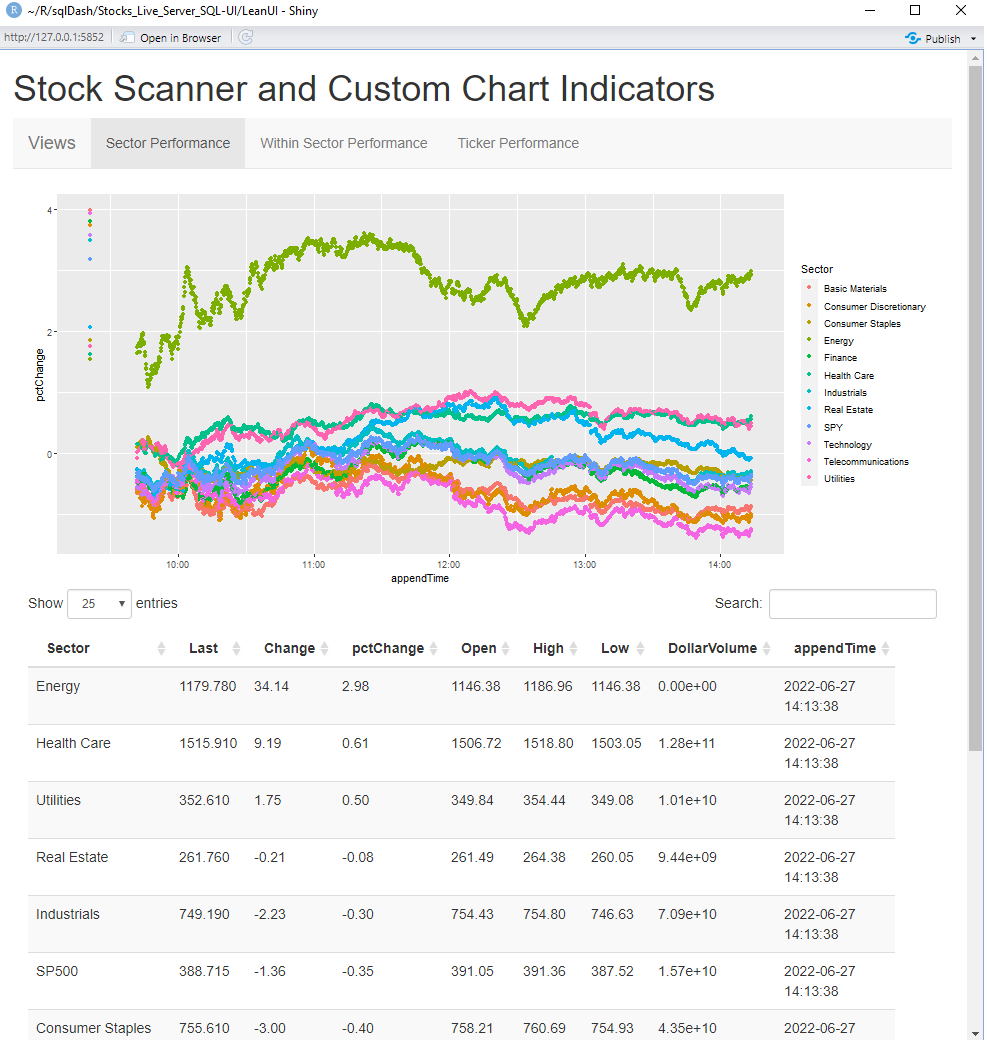 R ~/R/sqlDash/Stocks_Live_Server_SQL-UI/LeanUI - Shiny
http://127.0.0.1:5852 Open in Browser Publish
Stock Scanner and Custom Chart Indicators
Views Sector Performance Within Sector Performance Ticker Performance
4
2
0
pctChange
10:00 11:00 12:00 13:00 14:00
appendTime
Sector
Basic Materials
Consumer Discretionary
Consumer Staples
Energy
Finance
Health Care
Industrials
Real Estate
SPY
Technology
Telecommunications
Utilities
Show 25 entries Search:
Sector Last Change pctChange Open High Low DollarVolume appendTime
Energy 1179.780 34.14 2.98 1146.38 1186.96 1146.38 0.00e+00 2022-06-27
14:13:38
Health Care 1515.910 9.19 0.61 1506.72 1518.80 1503.05 1.28e+11 2022-06-27
14:13:38
Utilities 352.610 1.75 0.50 349.84 354.44 349.08 1.01e+10 2022-06-27
14:13:38
Real Estate 261.760 -0.21 -0.08 261.49 264.38 260.05 9.44e+09 2022-06-27
14:13:38
Industrials 749.190 -2.23 -0.30 754.43 754.80 746.63 7.09e+10 2022-06-27
14:13:38
SP500 388.715 -1.36 -0.35 391.05 391.36 387.52 1.57e+10 2022-06-27
14:13:38
Consumer Staples 755.610 -3.00 -0.40 758.21 760.69 754.93 4.35e+10 2022-06-27